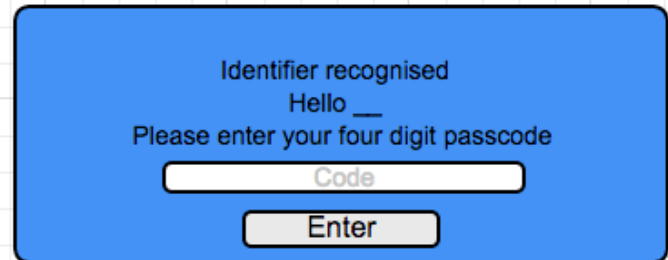 Identifier recognised
Hello __
Please enter your four digit passcode
Code
Enter